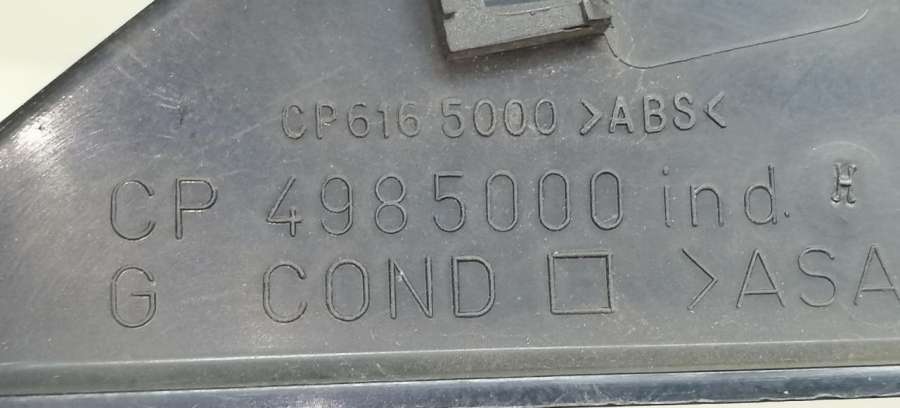 CP616 5000 >ABS<
CP 4985000 ind. H
G COND □ >ASA